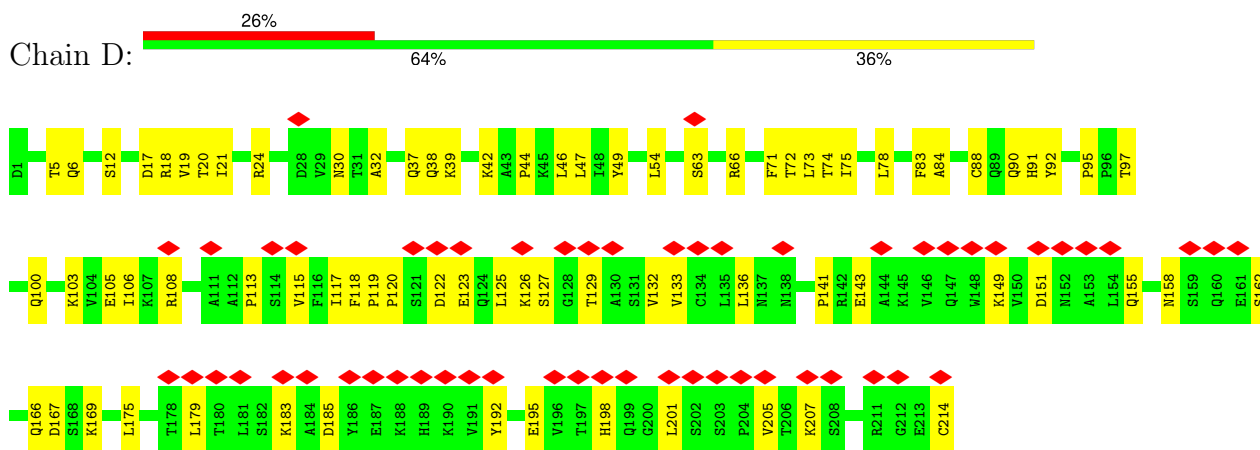 26%
Chain D:
64% 36%
D1 T5 Q6 S12 D17 R18 V19 T20 I21 R24 D28 V29 N30 T31 A32 Q37 Q38 K39 K42 A43 P44 K45 L46 L47 I48 Y49 L54 S63 R66 F71 T72 L73 T74 I75 L78 F83 A84 C88 Q89 Q90 H91 Y92 P95 P96 T97
Q100 K103 V104 E105 I106 K107 R108 A111 A112 P113 S114 V115 F116 I117 F118 P119 P120 S121 D122 E123 Q124 L125 K126 S127 G128 T129 A130 S131 V132 V133 C134 L135 L136 N137 N138 P141 R142 E143 A144 K145 V146 Q147 W148 K149 V150 D151 N152 A153 L154 Q155 N158 S159 Q160 E161 S162
Q166 D167 S168 K169 L175 T178 L179 T180 L181 S182 K183 A184 D185 Y186 E187 K188 H189 K190 V191 Y192 E195 V196 T197 H198 Q199 G200 L201 S202 S203 P204 V205 T206 K207 S208 R211 G212 E213 C214